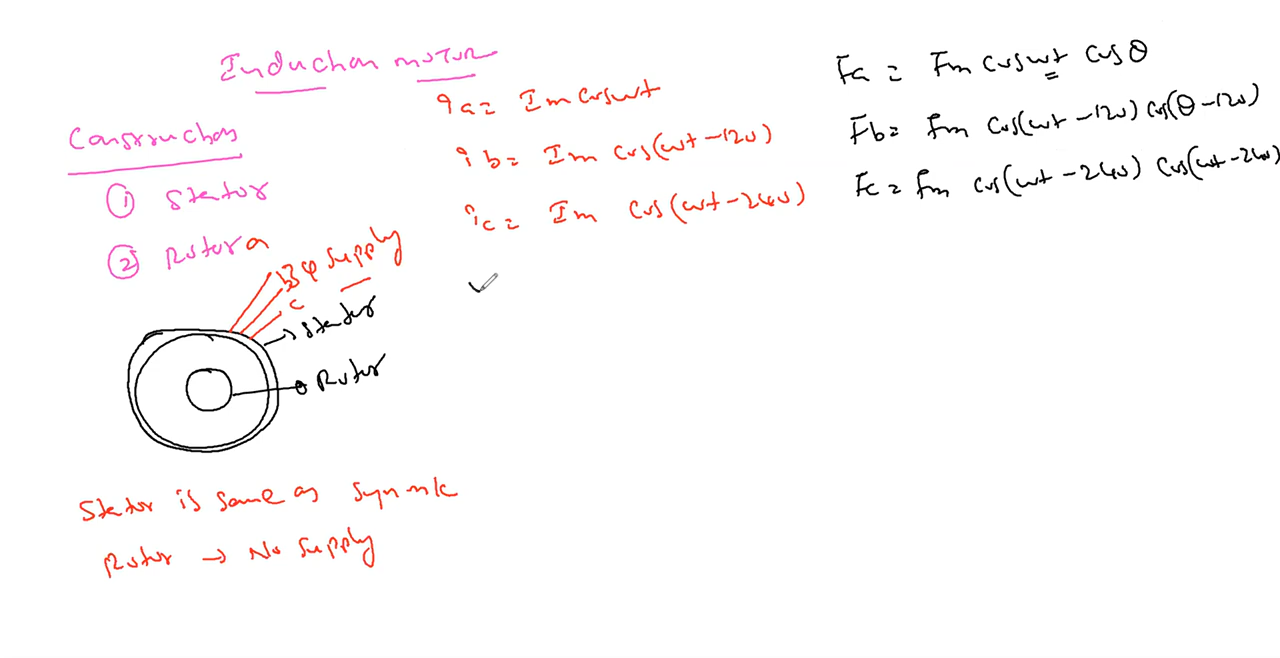 Induction motor
Construction
① Stator
② Rotor
a
b
c
3φ supply
→ Stator
Rotor
Stator is same as syn m/c
Rotor → No supply
ia = Im cosωt
ib = Im cos(ωt - 120)
ic = Im cos(ωt - 240)
Fa = Fm cosωt cosθ
Fb = Fm cos(ωt - 120) cos(θ - 120)
Fc = Fm cos(ωt - 240) cos(ωt - 240)